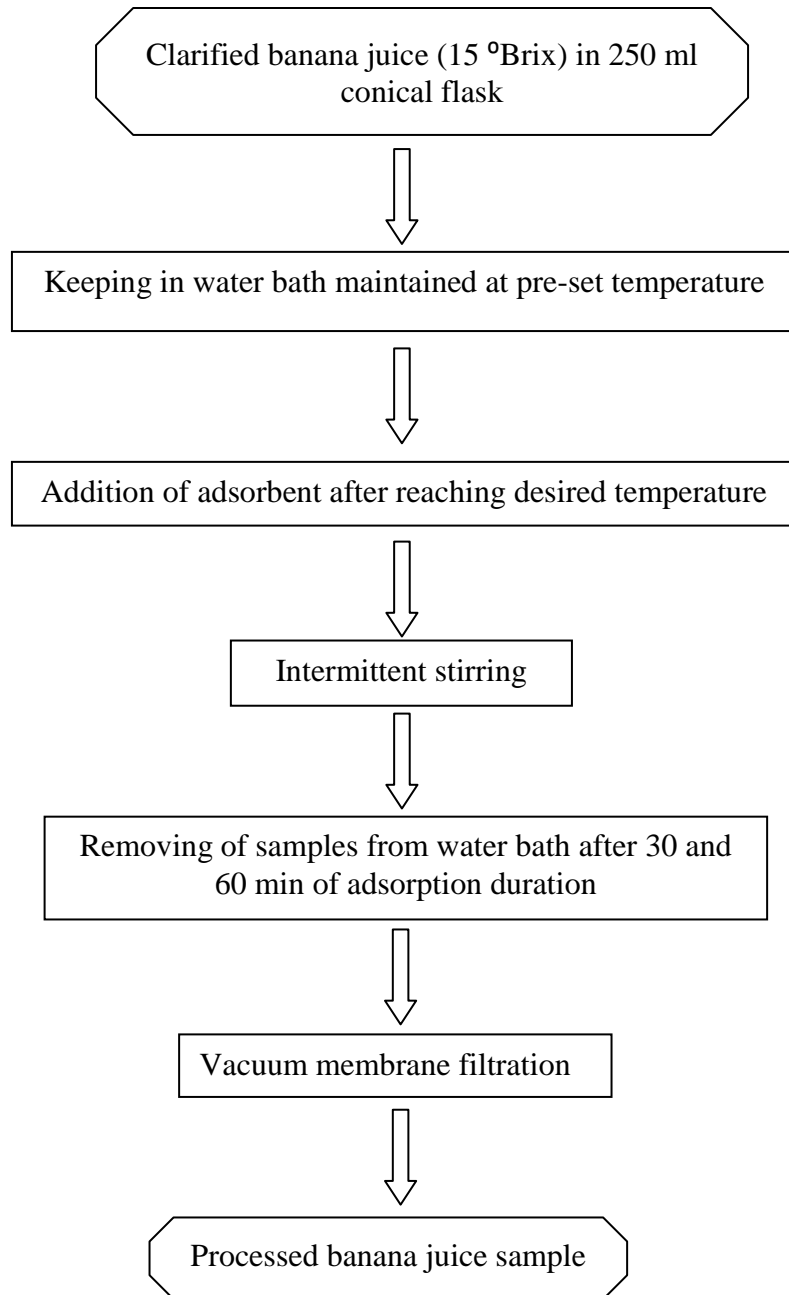 Clarified banana juice (15 ⁰Brix) in 250 ml
conical flask
Keeping in water bath maintained at pre-set temperature
Addition of adsorbent after reaching desired temperature
Intermittent stirring
Removing of samples from water bath after 30 and
60 min of adsorption duration
Vacuum membrane filtration
Processed banana juice sample